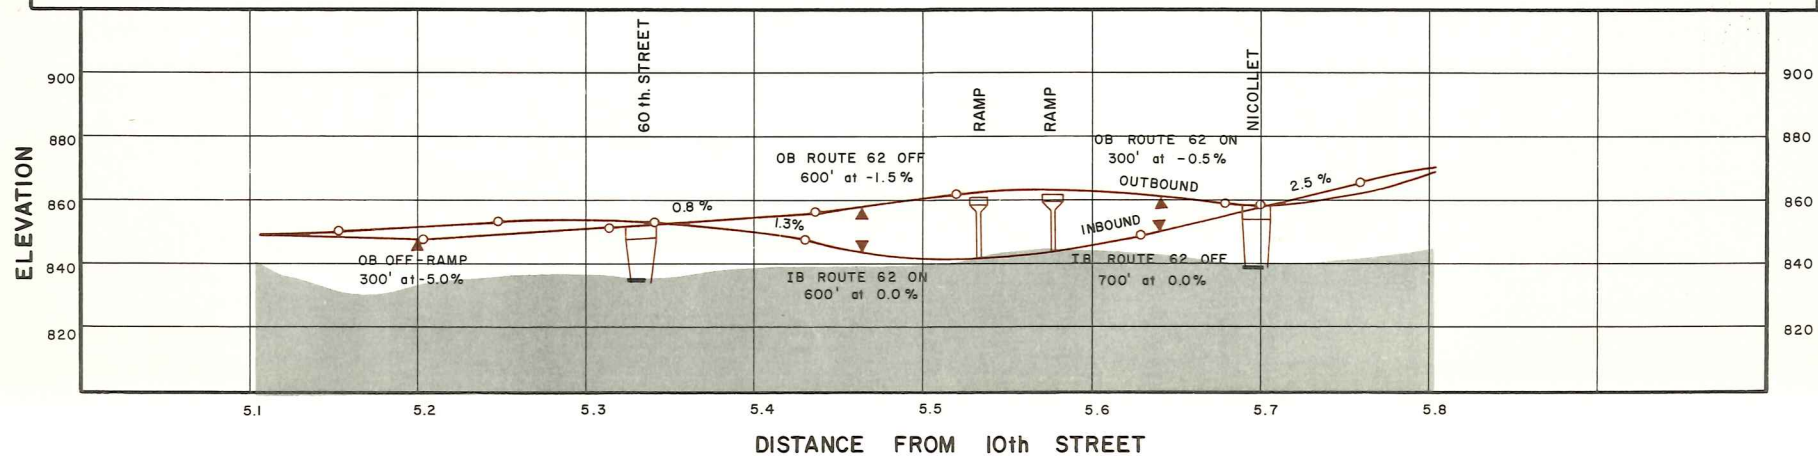 60 th. STREET
NICOLLET
RAMP
RAMP
900
900
880
880
OB ROUTE 62 ON
300' at -0.5%
OB ROUTE 62 OFF
600' at -1.5%
OUTBOUND
2.5 %
ELEVATION
860
860
0.8 %
1.3%
INBOUND
840
840
OB OFF-RAMP
300' at -5.0%
IB ROUTE 62 ON
600' at 0.0%
IB ROUTE 62 OFF
700' at 0.0%
820
820
5.1 5.2 5.3 5.4 5.5 5.6 5.7 5.8
DISTANCE FROM 10th STREET